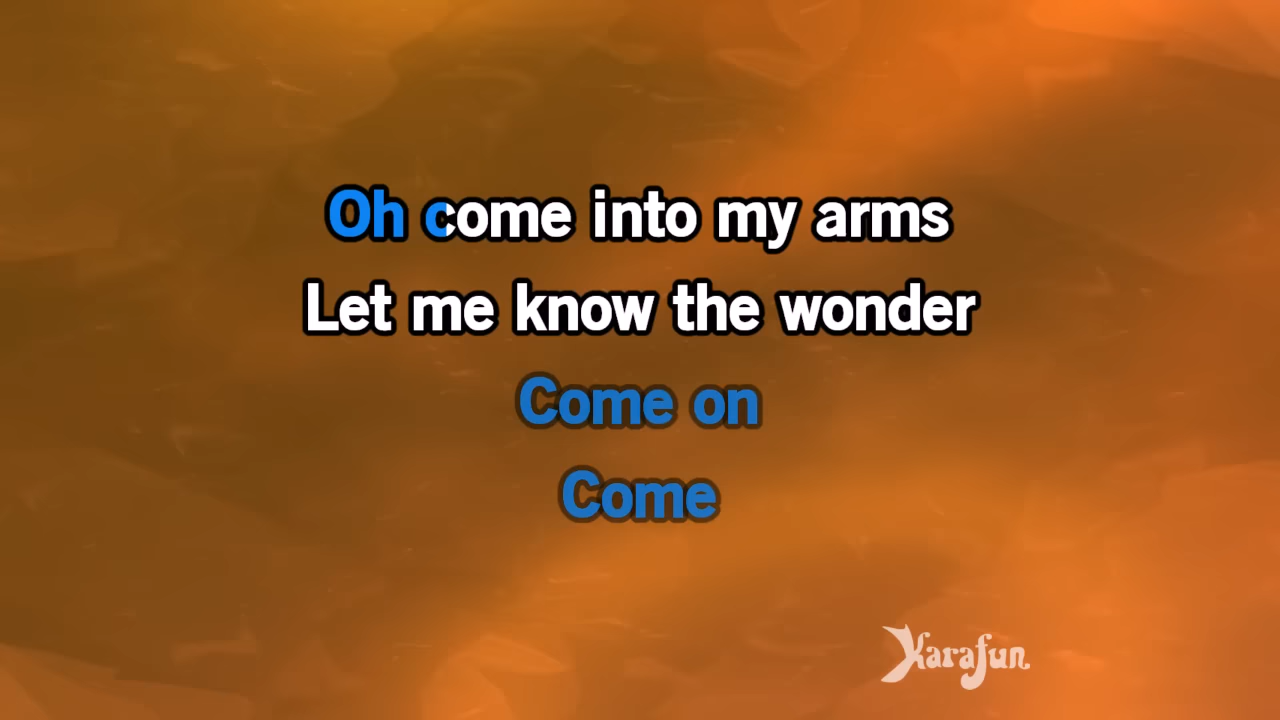 Oh come into my arms
Let me know the wonder
Come on
Come
Karafun